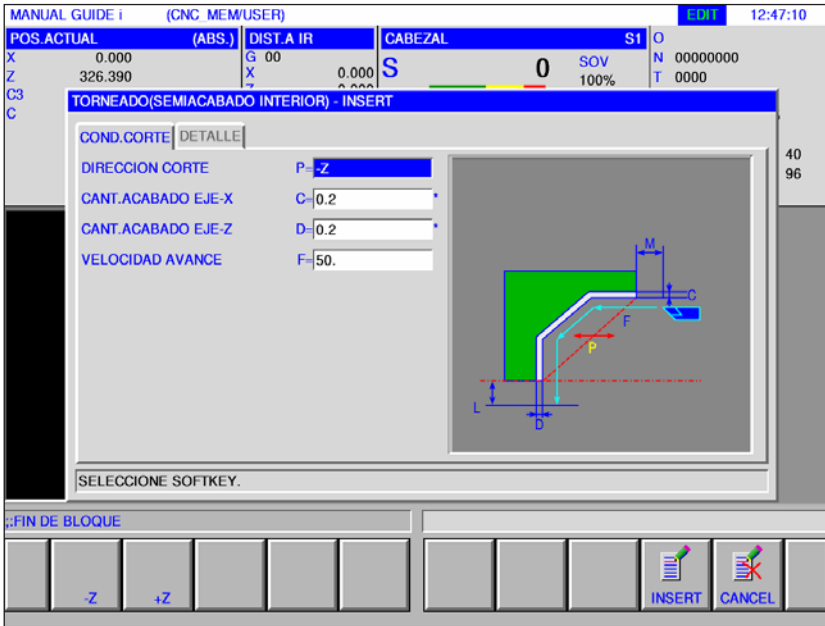 MANUAL GUIDE i (CNC_MEM/USER) EDIT 12:47:10
POS.ACTUAL (ABS.) DIST.A IR CABEZAL S1 O
X 0.000 G 00 N 00000000
Z 326.390 X 0.000 S 0 SOV 100% T 0000
C3
C
TORNEADO(SEMIACABADO INTERIOR) - INSERT
COND.CORTE DETALLE
DIRECCION CORTE P=-Z
CANT.ACABADO EJE-X C=0.2 *
CANT.ACABADO EJE-Z D=0.2 *
VELOCIDAD AVANCE F=50.
40
96
M
C
F
P
L
D
SELECCIONE SOFTKEY.
;;FIN DE BLOQUE
-Z +Z INSERT CANCEL